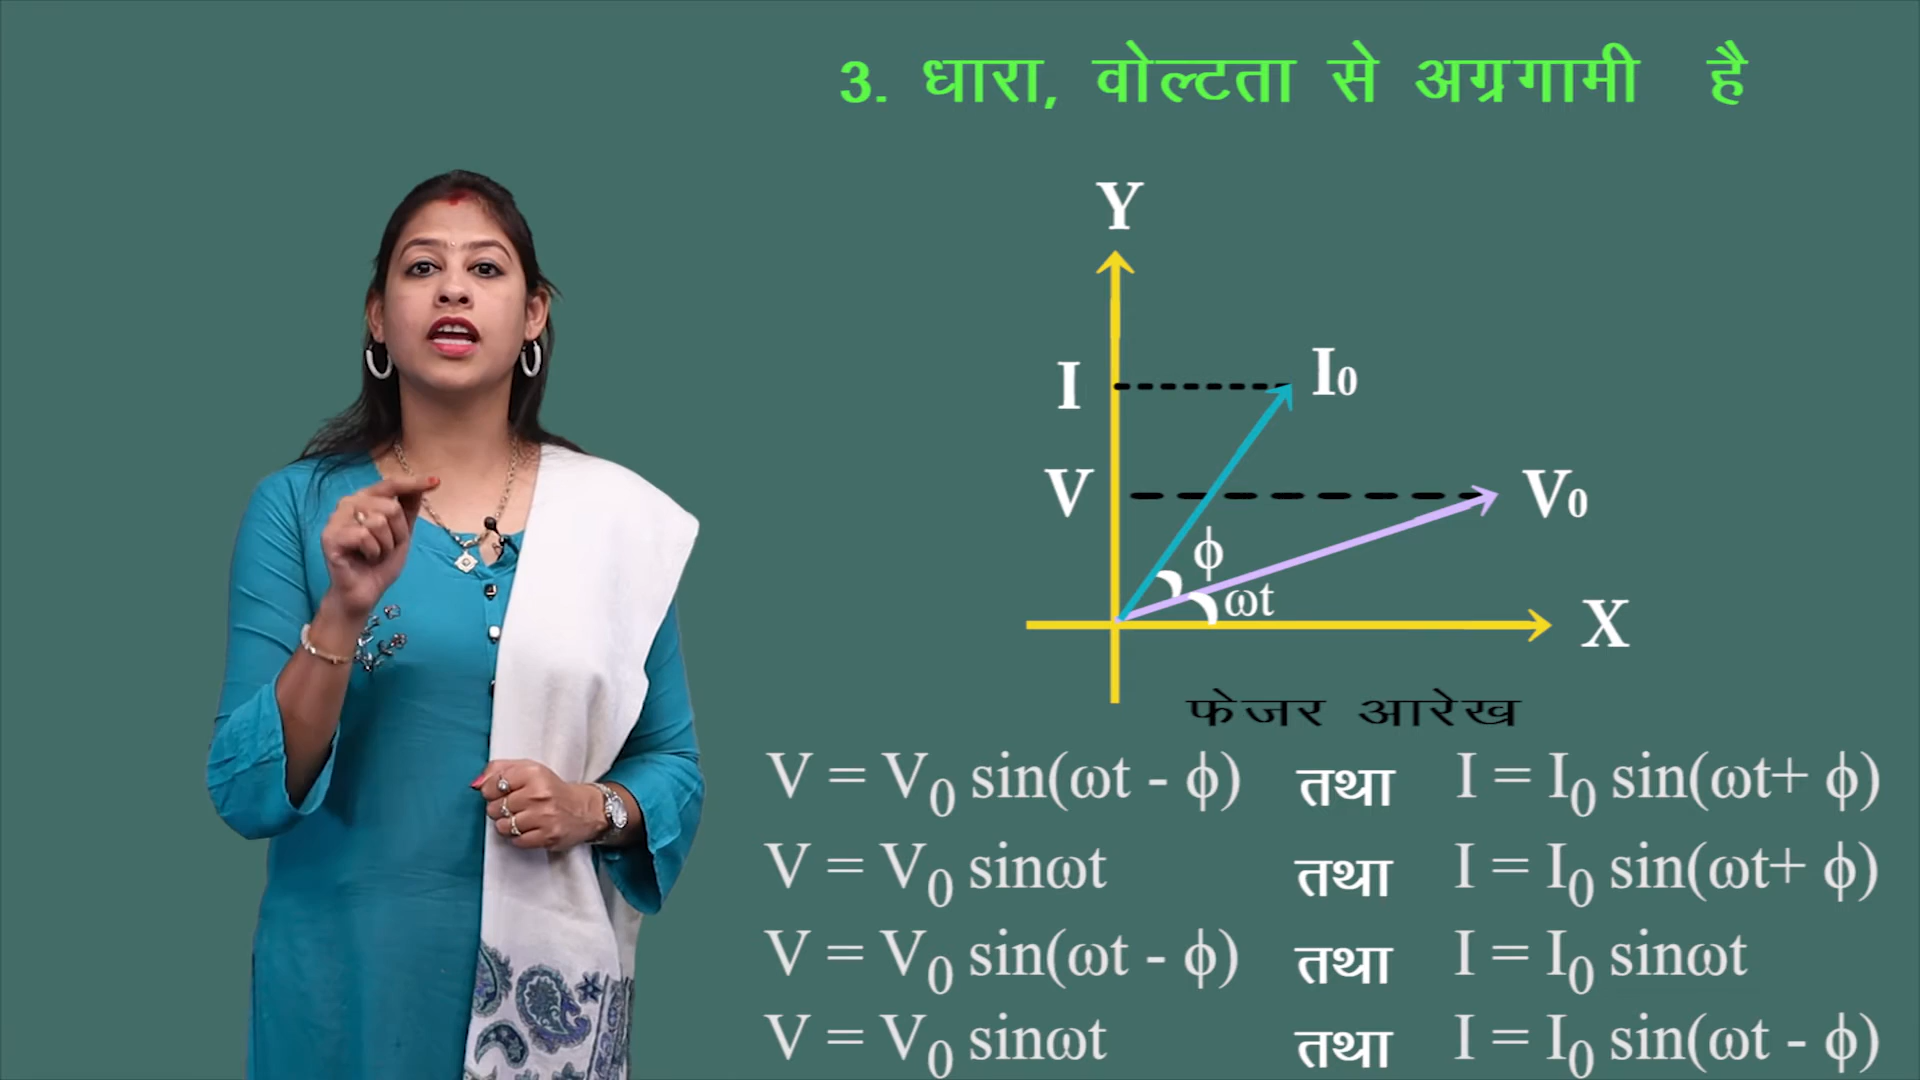 3. धारा, वोल्टता से अग्रगामी है
Y
I
I₀
V
V₀
ϕ
ωt
X
फेजर आरेख
V = V₀ sin(ωt - ϕ) तथा I = I₀ sin(ωt+ ϕ)
V = V₀ sinωt तथा I = I₀ sin(ωt+ ϕ)
V = V₀ sin(ωt - ϕ) तथा I = I₀ sinωt
V = V₀ sinωt तथा I = I₀ sin(ωt - ϕ)